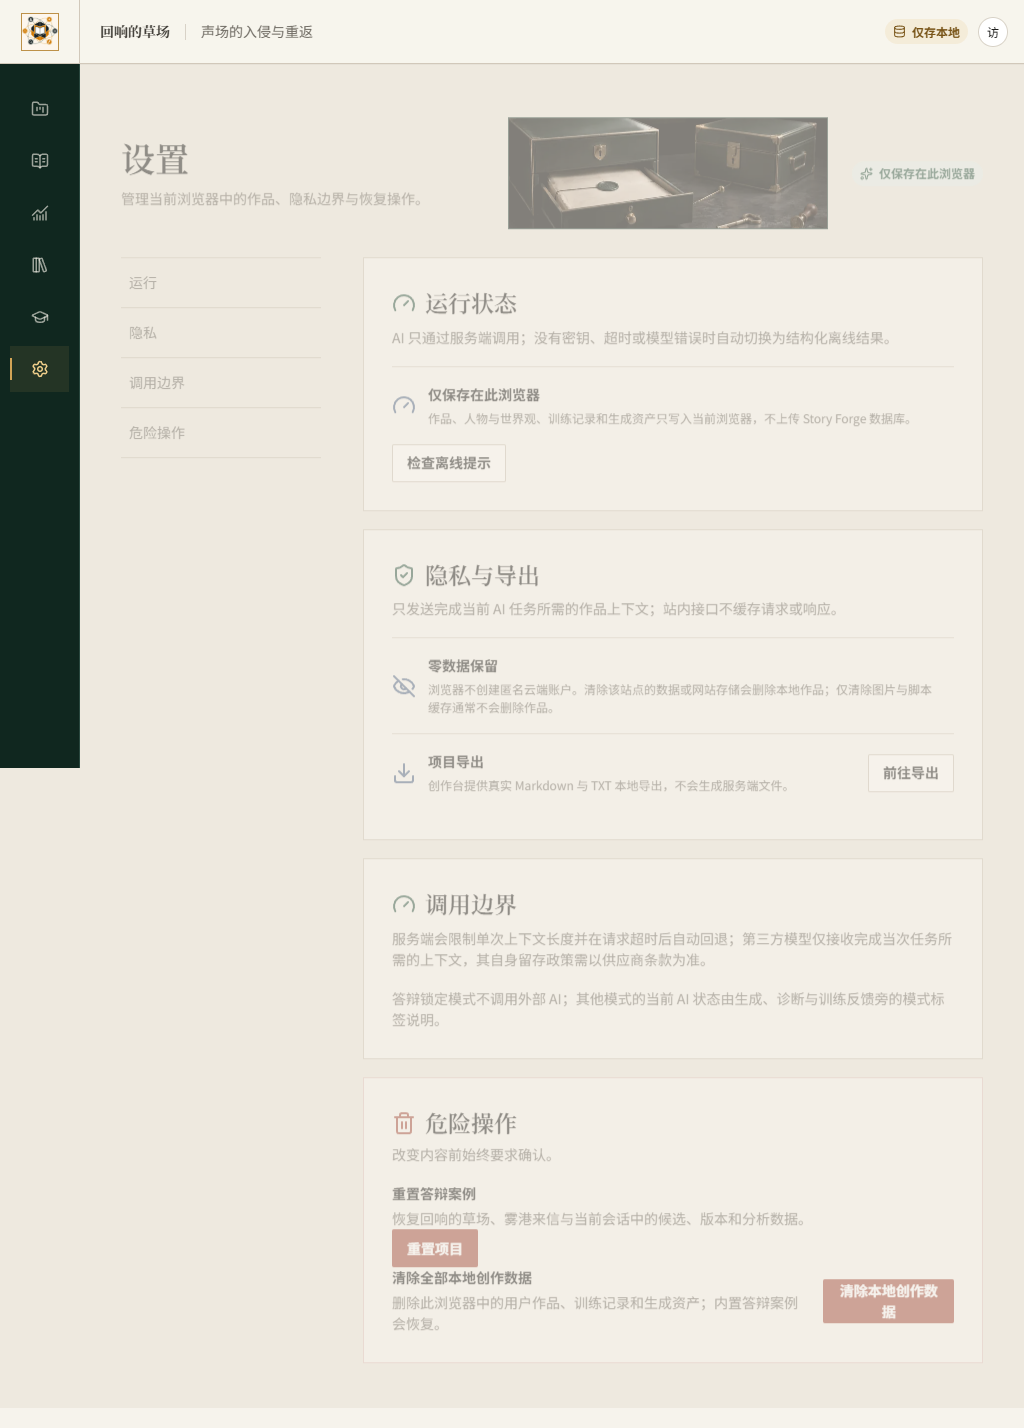 回响的草场
声场的入侵与重返
仅存本地
访
设置
管理当前浏览器中的作品、隐私边界与恢复操作。
仅保存在此浏览器
运行
隐私
调用边界
危险操作
运行状态
AI 只通过服务端调用；没有密钥、超时或模型错误时自动切换为结构化离线结果。
仅保存在此浏览器
作品、人物与世界观、训练记录和生成资产只写入当前浏览器，不上传 Story Forge 数据库。
检查离线提示
隐私与导出
只发送完成当前 AI 任务所需的作品上下文；站内接口不缓存请求或响应。
零数据保留
浏览器不创建匿名云端账户。清除该站点的数据或网站存储会删除本地作品；仅清除图片与脚本
缓存通常不会删除作品。
项目导出
创作台提供真实 Markdown 与 TXT 本地导出，不会生成服务端文件。
前往导出
调用边界
服务端会限制单次上下文长度并在请求超时后自动回退；第三方模型仅接收完成当次任务所
需的上下文，其自身留存政策需以供应商条款为准。
答辩锁定模式不调用外部 AI；其他模式的当前 AI 状态由生成、诊断与训练反馈旁的模式标
签说明。
危险操作
改变内容前始终要求确认。
重置答辩案例
恢复回响的草场、雾港来信与当前会话中的候选、版本和分析数据。
重置项目
清除全部本地创作数据
删除此浏览器中的用户作品、训练记录和生成资产；内置答辩案例
会恢复。
清除本地创作数
据